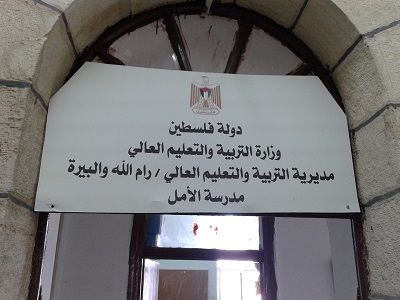 دولة فلسطين
وزارة التربية والتعليم العالي
مديرية التربية والتعليم العالي / رام الله والبيرة
مدرسة الأمل